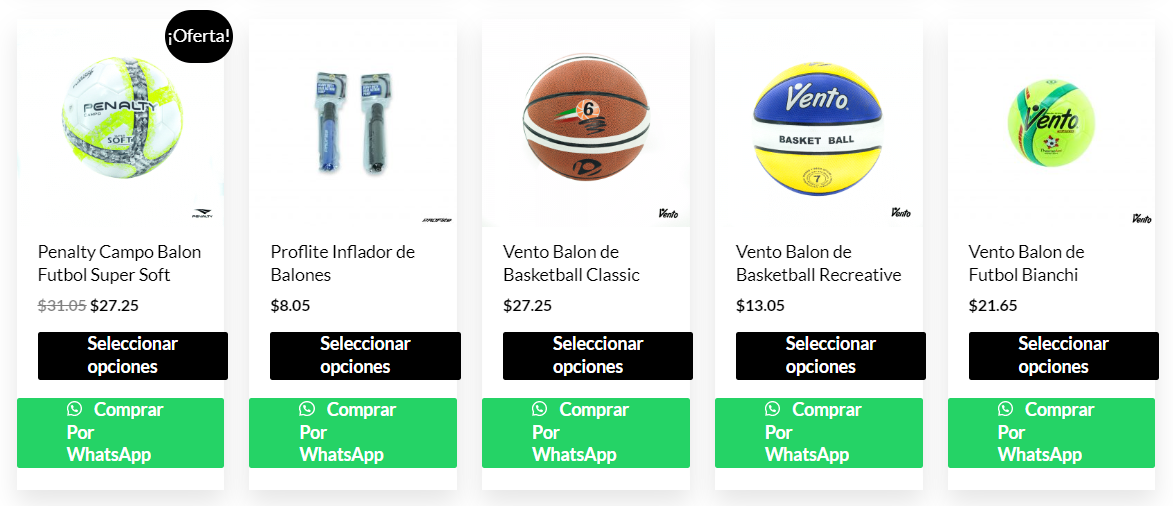 ¡Oferta!
PENALTY
CAMPO
SOFT
PENALTY
Penalty Campo Balon
Futbol Super Soft
$31.05 $27.25
Seleccionar
opciones
Comprar
Por
WhatsApp
Proflite Inflador de
Balones
$8.05
Seleccionar
opciones
Comprar
Por
WhatsApp
6
Vento
Vento Balon de
Basketball Classic
$27.25
Seleccionar
opciones
Comprar
Por
WhatsApp
Vento
BASKET BALL
7
Vento
Vento Balon de
Basketball Recreative
$13.05
Seleccionar
opciones
Comprar
Por
WhatsApp
Vento
Vento
Vento Balon de
Futbol Bianchi
$21.65
Seleccionar
opciones
Comprar
Por
WhatsApp